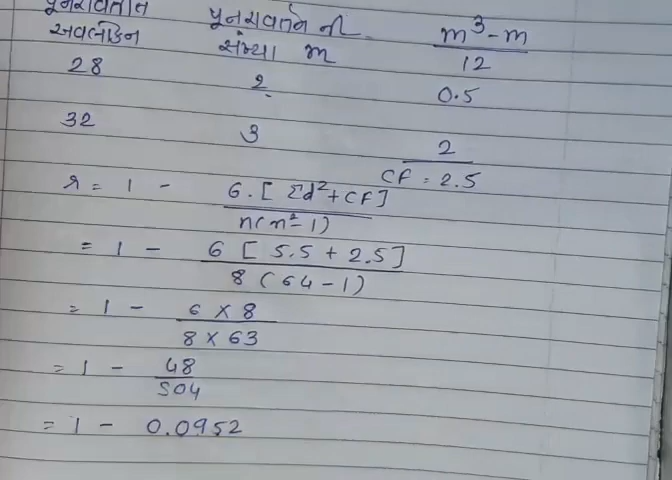 પુનરાવર્તિત પુનરાવર્તનની m³-m
અવલોકન સંખ્યા m 12
28 2 0.5
32 3 2
CF = 2.5
r = 1 - 6.[Σd²+CF] / n(n²-1)
= 1 - 6 [5.5 + 2.5] / 8 (64-1)
= 1 - 6 × 8 / 8 × 63
= 1 - 48 / 504
= 1 - 0.0952